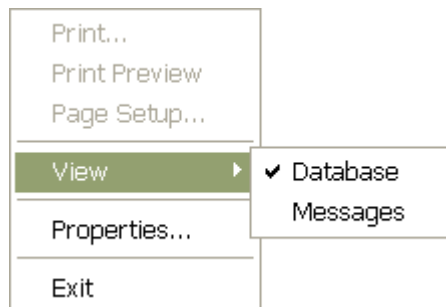 Print...
Print Preview
Page Setup...
View
Database
Messages
Properties...
Exit